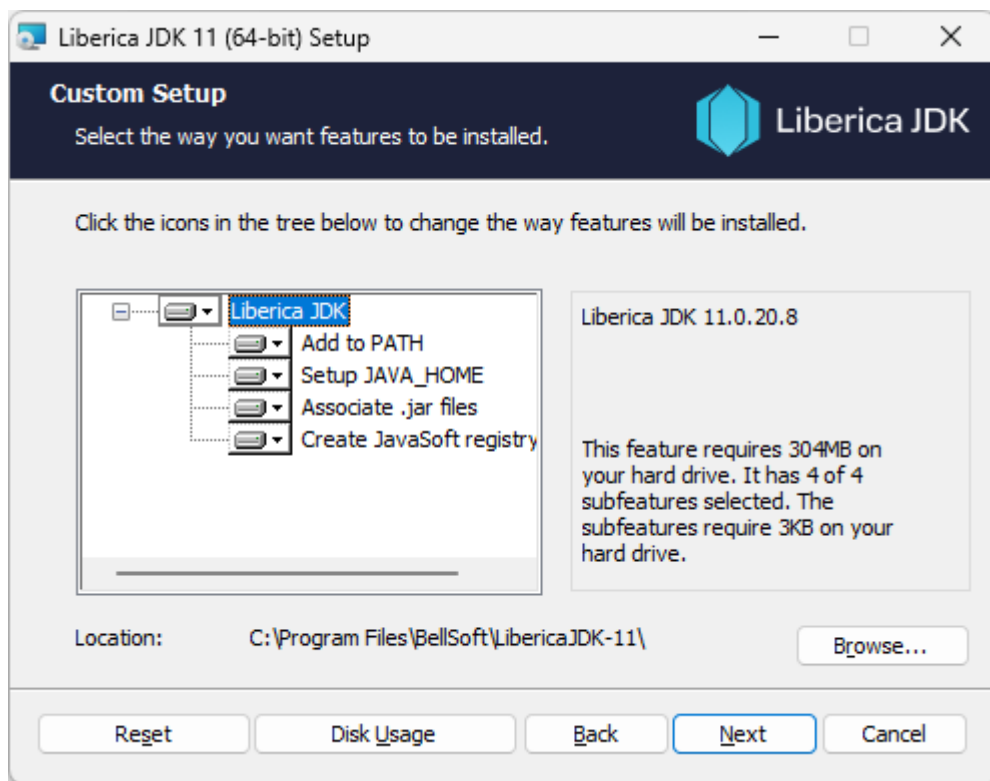 Liberica JDK 11 (64-bit) Setup
Custom Setup
Select the way you want features to be installed.
Liberica JDK
Click the icons in the tree below to change the way features will be installed.
Liberica JDK
Add to PATH
Setup JAVA_HOME
Associate .jar files
Create JavaSoft registry
Liberica JDK 11.0.20.8
This feature requires 304MB on
your hard drive. It has 4 of 4
subfeatures selected. The
subfeatures require 3KB on your
hard drive.
Location: C:\Program Files\BellSoft\LibericaJDK-11\
Browse...
Reset Disk Usage Back Next Cancel